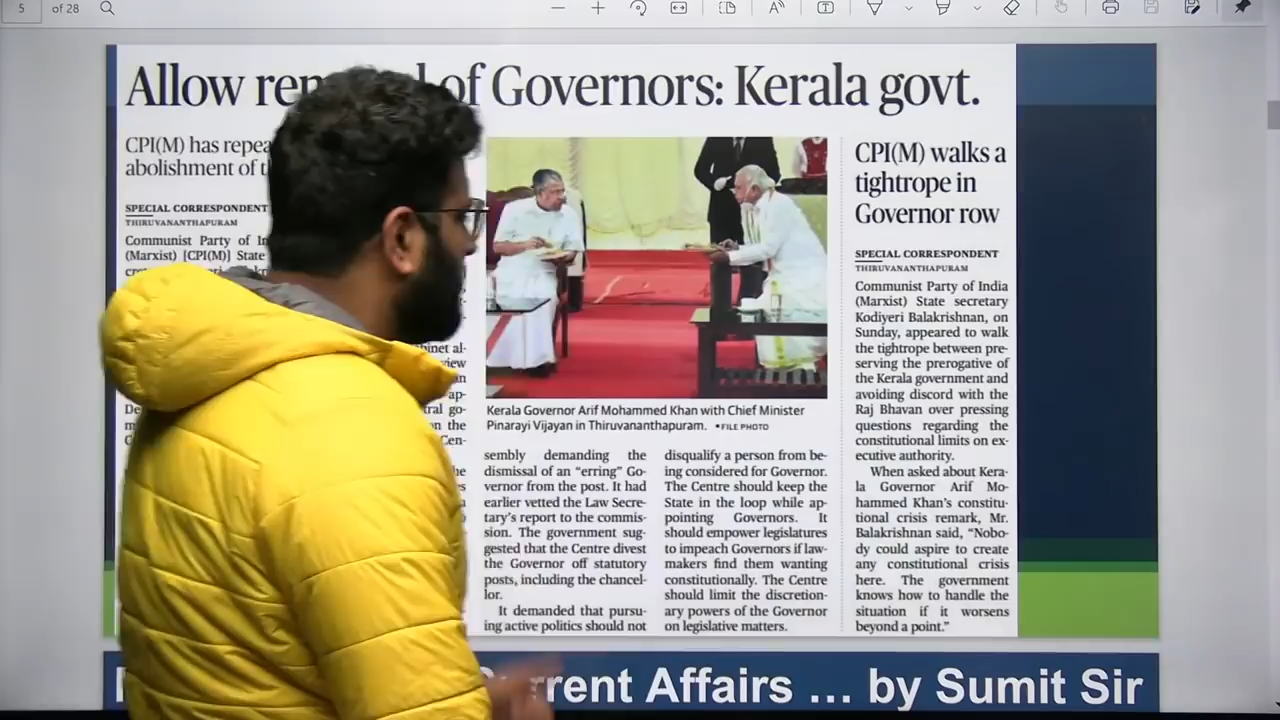 5 of 28
Allow of Governors: Kerala govt.
CPI(M) has
abolishment of
SPECIAL CORRESPONDENT
THIRUVANANTHAPURAM
Communist Party of
(Marxist) [CPI(M)] State
Kerala Governor Arif Mohammed Khan with Chief Minister
Pinarayi Vijayan in Thiruvananthapuram. •FILE PHOTO
sembly demanding the
dismissal of an “erring” Go-
vernor from the post. It had
earlier vetted the Law Secre-
tary’s report to the commis-
sion. The government sug-
gested that the Centre divest
the Governor off statutory
posts, including the chancel-
lor.
It demanded that pursu-
ing active politics should not
disqualify a person from be-
ing considered for Governor.
The Centre should keep the
State in the loop while ap-
pointing Governors. It
should empower legislatures
to impeach Governors if law-
makers find them wanting
constitutionally. The Centre
should limit the discretion-
ary powers of the Governor
on legislative matters.
CPI(M) walks a
tightrope in
Governor row
SPECIAL CORRESPONDENT
THIRUVANANTHAPURAM
Communist Party of India
(Marxist) State secretary
Kodiyeri Balakrishnan, on
Sunday, appeared to walk
the tightrope between pre-
serving the prerogative of
the Kerala government and
avoiding discord with the
Raj Bhavan over pressing
questions regarding the
constitutional limits on ex-
ecutive authority.
When asked about Kera-
la Governor Arif Mo-
hammed Khan’s constitu-
tional crisis remark, Mr.
Balakrishnan said, “Nobo-
dy could aspire to create
any constitutional crisis
here. The government
knows how to handle the
situation if it worsens
beyond a point.”
Affairs ... by Sumit Sir